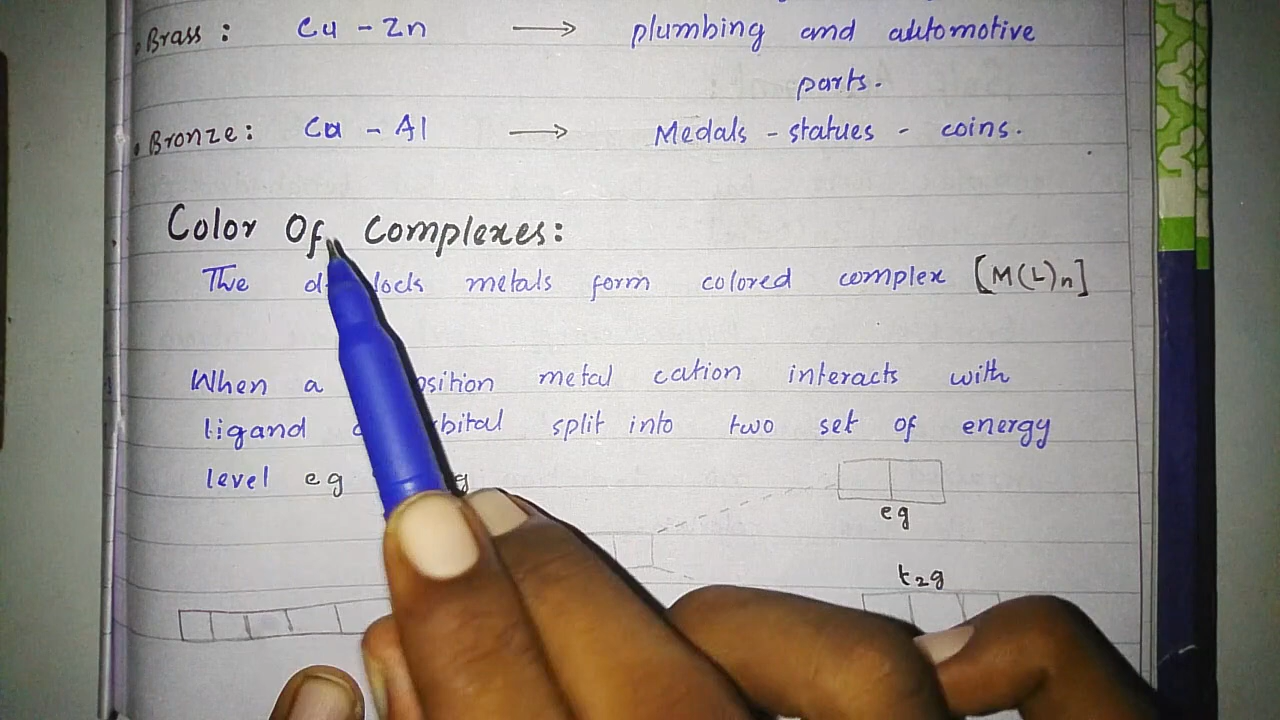 Brass : Cu - Zn → plumbing and automotive
parts.
Bronze : Cu - Al → Medals - statues - coins.
Color Of Complexes:
The metals form colored complex [M(L)n]
When a metal cation interacts with
ligand split into two set of energy
level eg
eg
t2g